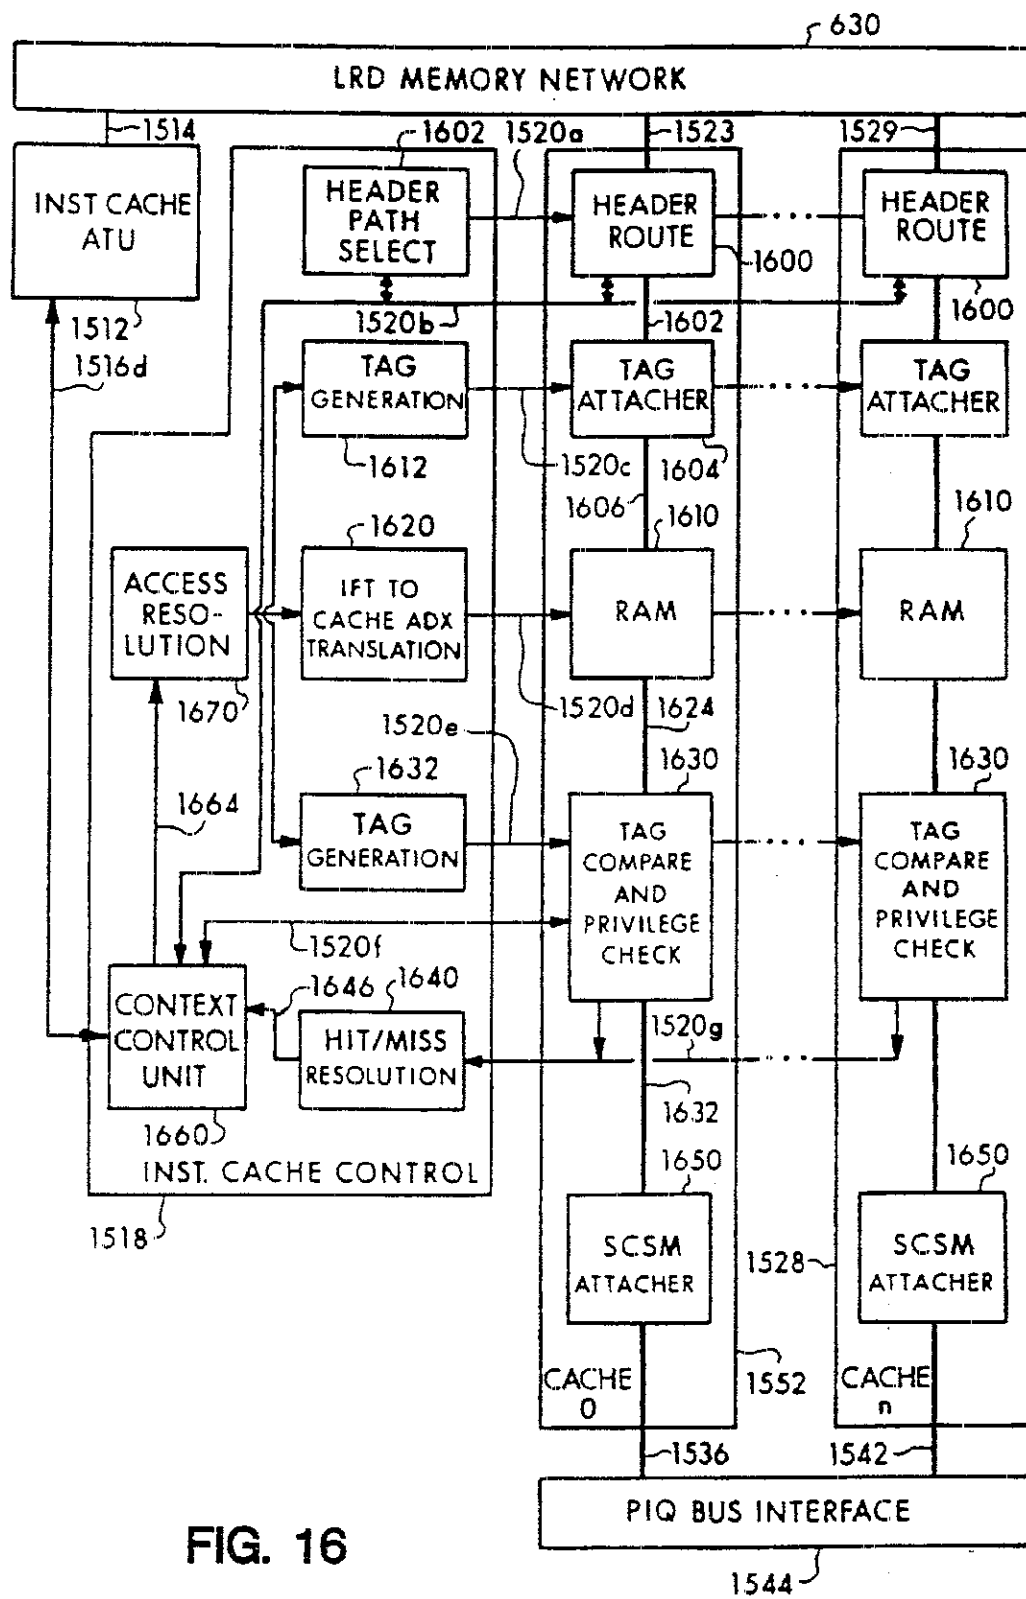 630
LRD MEMORY NETWORK
1514
1602
1520a
1523
1529
INST CACHE
ATU
HEADER
PATH
SELECT
HEADER
ROUTE
HEADER
ROUTE
1600
1600
1512
1520b
1602
1516d
TAG
GENERATION
TAG
ATTACHER
TAG
ATTACHER
1612
1520c
1604
1606
1610
1610
1620
ACCESS
RESO-
LUTION
IFT TO
CACHE ADX
TRANSLATION
RAM
RAM
1670
1520d
1624
1520e
1632
1630
1630
1664
TAG
GENERATION
TAG
COMPARE
AND
PRIVILEGE
CHECK
TAG
COMPARE
AND
PRIVILEGE
CHECK
1520f
1646
1640
CONTEXT
CONTROL
UNIT
HIT/MISS
RESOLUTION
1520g
1632
1660
INST. CACHE CONTROL
1650
1650
1518
SCSM
ATTACHER
SCSM
ATTACHER
1528
CACHE
0
1552
CACHE
n
1536
1542
PIQ BUS INTERFACE
FIG. 16
1544